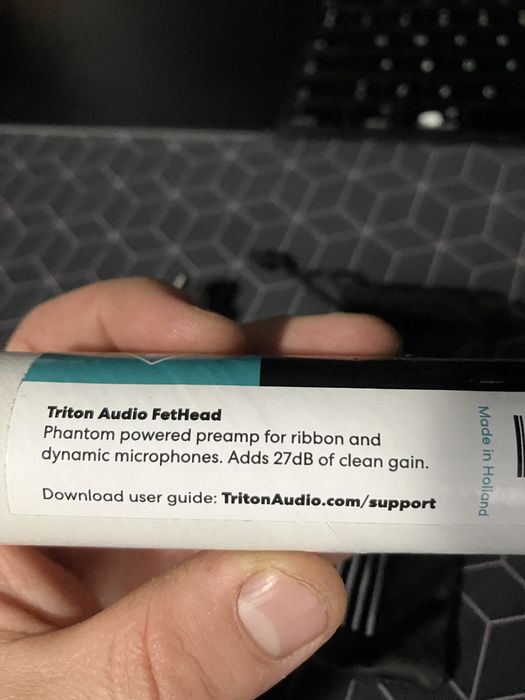 Triton Audio FetHead
Phantom powered preamp for ribbon and
dynamic microphones. Adds 27dB of clean gain.
Download user guide: TritonAudio.com/support
Made in Holland